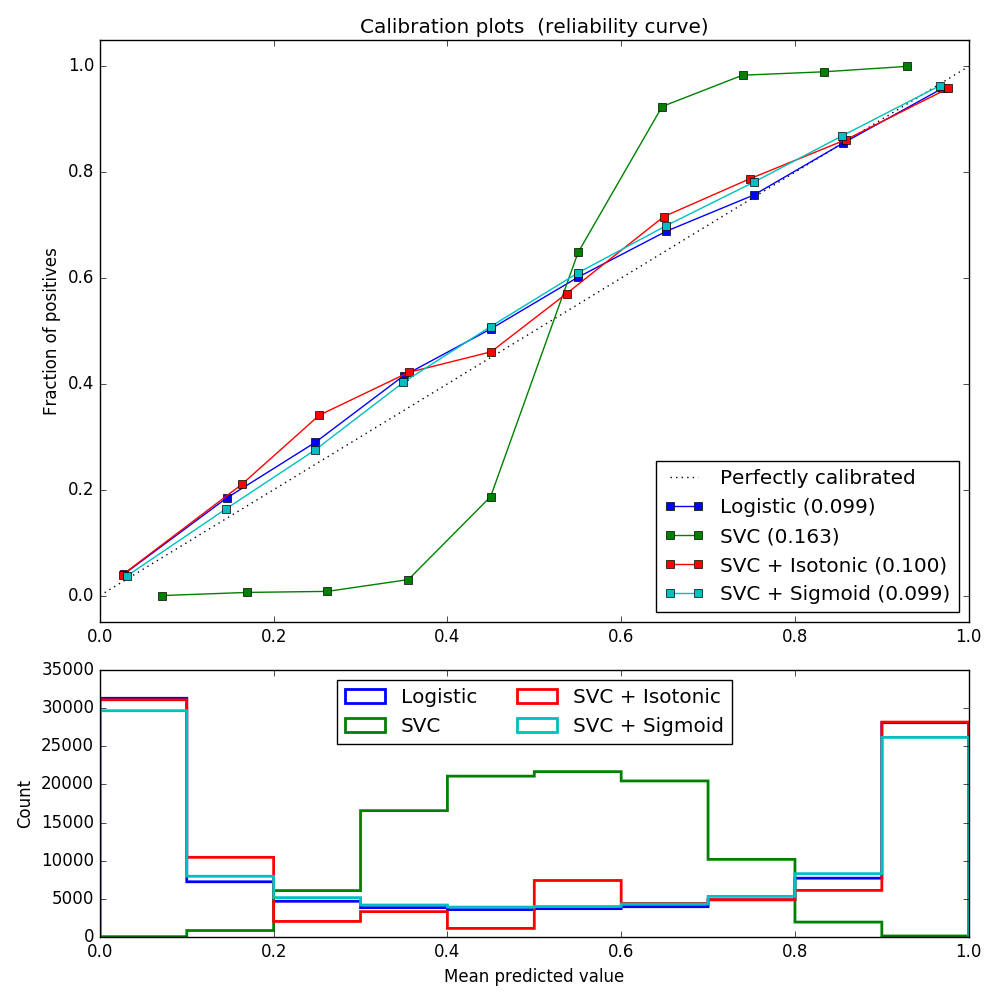 Calibration plots  (reliability curve)
1.0
0.8
0.6
0.4
0.2
0.0
Fraction of positives
Perfectly calibrated
Logistic (0.099)
SVC (0.163)
SVC + Isotonic (0.100)
SVC + Sigmoid (0.099)
0.0 0.2 0.4 0.6 0.8 1.0
35000
30000
25000
20000
15000
10000
5000
0
Count
Logistic SVC + Isotonic
SVC SVC + Sigmoid
0.0 0.2 0.4 0.6 0.8 1.0
Mean predicted value